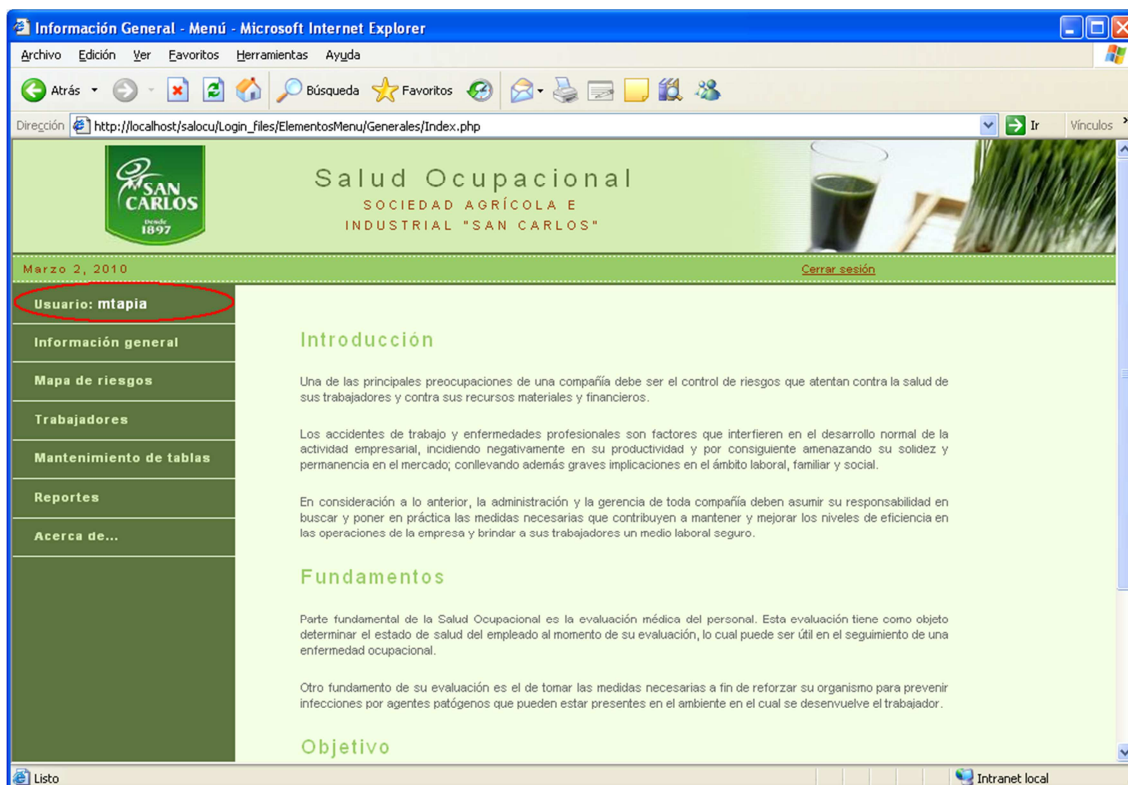 Información General - Menú - Microsoft Internet Explorer
Archivo Edición Ver Favoritos Herramientas Ayuda
Atrás Búsqueda Favoritos
Dirección http://localhost/salocu/Login_files/ElementosMenu/Generales/Index.php Ir Vínculos
SAN
CARLOS
Desde
1897
Salud Ocupacional
SOCIEDAD AGRÍCOLA E
INDUSTRIAL "SAN CARLOS"
Marzo 2, 2010 Cerrar sesión
Usuario: mtapia
Información general
Mapa de riesgos
Trabajadores
Mantenimiento de tablas
Reportes
Acerca de...
Introducción
Una de las principales preocupaciones de una compañía debe ser el control de riesgos que atentan contra la salud de
sus trabajadores y contra sus recursos materiales y financieros.
Los accidentes de trabajo y enfermedades profesionales son factores que interfieren en el desarrollo normal de la
actividad empresarial, incidiendo negativamente en su productividad y por consiguiente amenazando su solidez y
permanencia en el mercado; conllevando además graves implicaciones en el ámbito laboral, familiar y social.
En consideración a lo anterior, la administración y la gerencia de toda compañía deben asumir su responsabilidad en
buscar y poner en práctica las medidas necesarias que contribuyen a mantener y mejorar los niveles de eficiencia en
las operaciones de la empresa y brindar a sus trabajadores un medio laboral seguro.
Fundamentos
Parte fundamental de la Salud Ocupacional es la evaluación médica del personal. Esta evaluación tiene como objeto
determinar el estado de salud del empleado al momento de su evaluación, lo cual puede ser útil en el seguimiento de una
enfermedad ocupacional.
Otro fundamento de su evaluación es el de tomar las medidas necesarias a fin de reforzar su organismo para prevenir
infecciones por agentes patógenos que pueden estar presentes en el ambiente en el cual se desenvuelve el trabajador.
Objetivo
Listo Intranet local